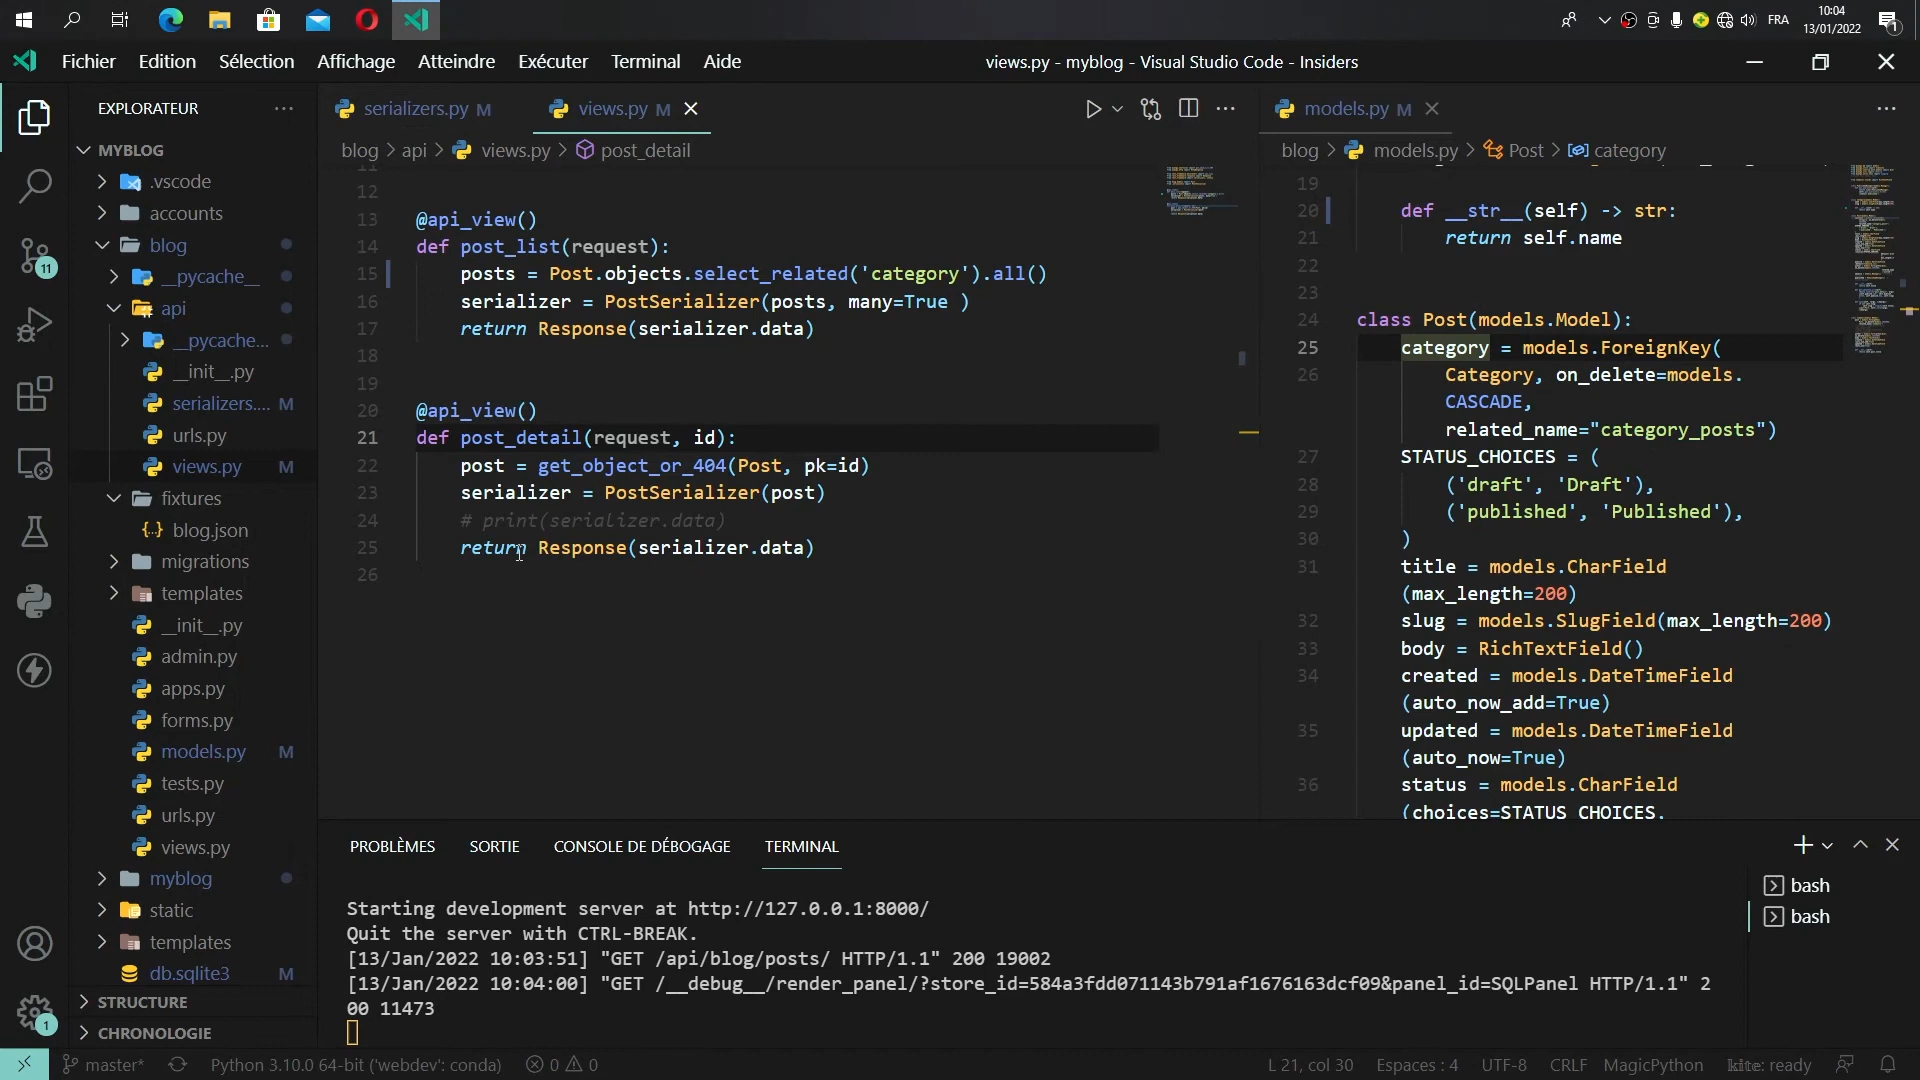 FRA
10:04
13/01/2022
1
Fichier Edition Sélection Affichage Atteindre Exécuter Terminal Aide
views.py - myblog - Visual Studio Code - Insiders
EXPLORATEUR
MYBLOG
.vscode
accounts
blog
__pycache__
api
__pycache...
__init__.py
serializers.... M
urls.py
views.py M
fixtures
blog.json
migrations
templates
__init__.py
admin.py
apps.py
forms.py
models.py M
tests.py
urls.py
views.py
myblog
static
templates
db.sqlite3 M
STRUCTURE
CHRONOLOGIE
11
1
serializers.py M
views.py M
blog > api > views.py > post_detail
11
12
13 @api_view()
14 def post_list(request):
15 posts = Post.objects.select_related('category').all()
16 serializer = PostSerializer(posts, many=True )
17 return Response(serializer.data)
18
19
20 @api_view()
21 def post_detail(request, id):
22 post = get_object_or_404(Post, pk=id)
23 serializer = PostSerializer(post)
24 # print(serializer.data)
25 return Response(serializer.data)
26
models.py M
blog > models.py > Post > category
19
20 def __str__(self) -> str:
21 return self.name
22
23
24 class Post(models.Model):
25 category = models.ForeignKey(
26 Category, on_delete=models.
CASCADE,
related_name="category_posts")
27 STATUS_CHOICES = (
28 ('draft', 'Draft'),
29 ('published', 'Published'),
30 )
31 title = models.CharField
(max_length=200)
32 slug = models.SlugField(max_length=200)
33 body = RichTextField()
34 created = models.DateTimeField
(auto_now_add=True)
35 updated = models.DateTimeField
(auto_now=True)
36 status = models.CharField
(choices=STATUS_CHOICES,
PROBLÈMES SORTIE CONSOLE DE DÉBOGAGE TERMINAL
Starting development server at http://127.0.0.1:8000/
Quit the server with CTRL-BREAK.
[13/Jan/2022 10:03:51] "GET /api/blog/posts/ HTTP/1.1" 200 19002
[13/Jan/2022 10:04:00] "GET /__debug__/render_panel/?store_id=584a3fdd071143b791af1676163dcf09&panel_id=SQLPanel HTTP/1.1" 2
00 11473
bash
bash
master* Python 3.10.0 64-bit ('webdev': conda) 0 0 L 21, col 30 Espaces : 4 UTF-8 CRLF MagicPython kite: ready